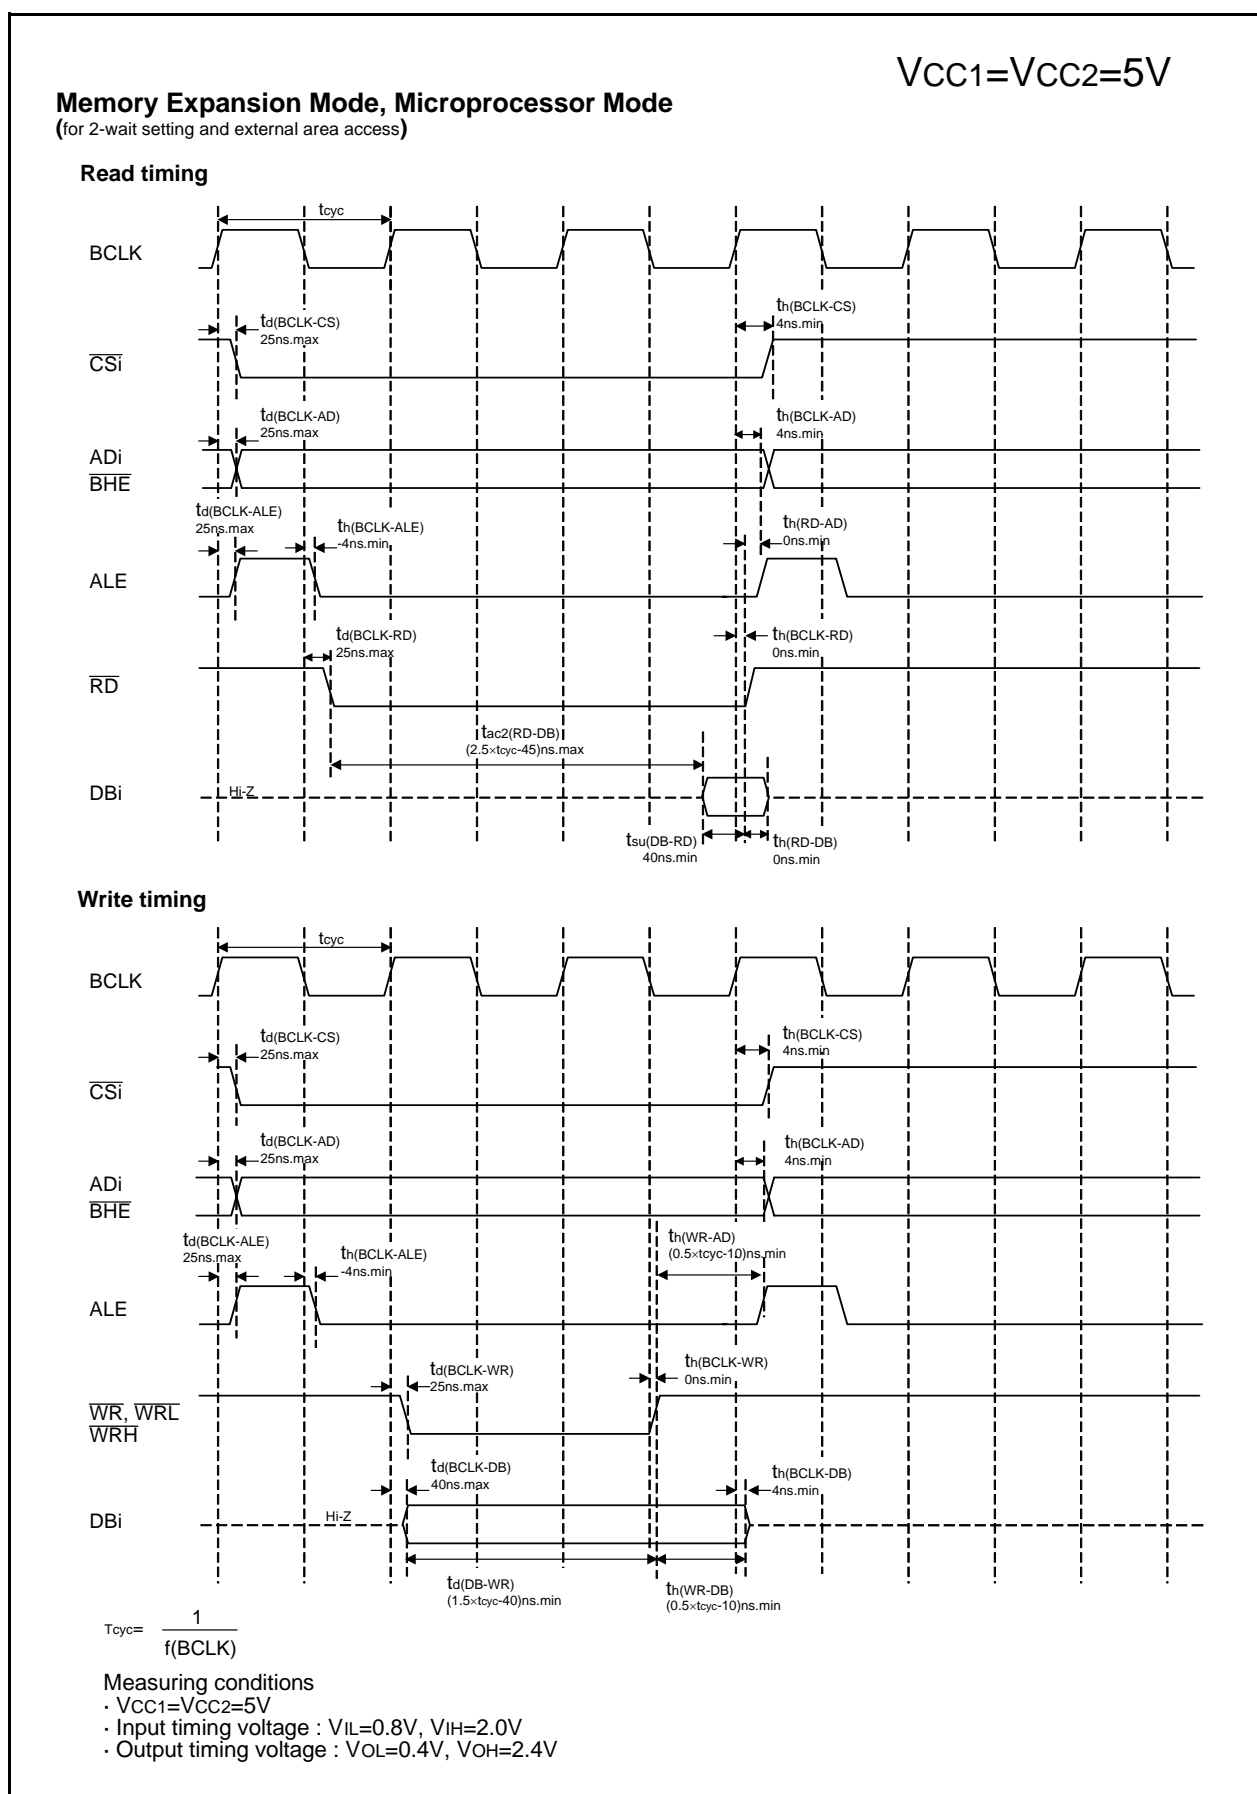 VCC1=VCC2=5V
Memory Expansion Mode, Microprocessor Mode
(for 2-wait setting and external area access)
Read timing
tcyc
BCLK
td(BCLK-CS)
25ns.max
th(BCLK-CS)
4ns.min
CSi
td(BCLK-AD)
25ns.max
th(BCLK-AD)
4ns.min
ADi
BHE
td(BCLK-ALE)
25ns.max
th(BCLK-ALE)
-4ns.min
th(RD-AD)
0ns.min
ALE
td(BCLK-RD)
25ns.max
th(BCLK-RD)
0ns.min
RD
tac2(RD-DB)
(2.5×tcyc-45)ns.max
DBi
Hi-Z
tsu(DB-RD)
40ns.min
th(RD-DB)
0ns.min
Write timing
tcyc
BCLK
td(BCLK-CS)
25ns.max
th(BCLK-CS)
4ns.min
CSi
td(BCLK-AD)
25ns.max
th(BCLK-AD)
4ns.min
ADi
BHE
td(BCLK-ALE)
25ns.max
th(BCLK-ALE)
-4ns.min
th(WR-AD)
(0.5×tcyc-10)ns.min
ALE
td(BCLK-WR)
25ns.max
th(BCLK-WR)
0ns.min
WR, WRL
WRH
td(BCLK-DB)
40ns.max
th(BCLK-DB)
4ns.min
DBi
Hi-Z
td(DB-WR)
(1.5×tcyc-40)ns.min
th(WR-DB)
(0.5×tcyc-10)ns.min
Tcyc= 1
f(BCLK)
Measuring conditions
· VCC1=VCC2=5V
· Input timing voltage : VIL=0.8V, VIH=2.0V
· Output timing voltage : VOL=0.4V, VOH=2.4V